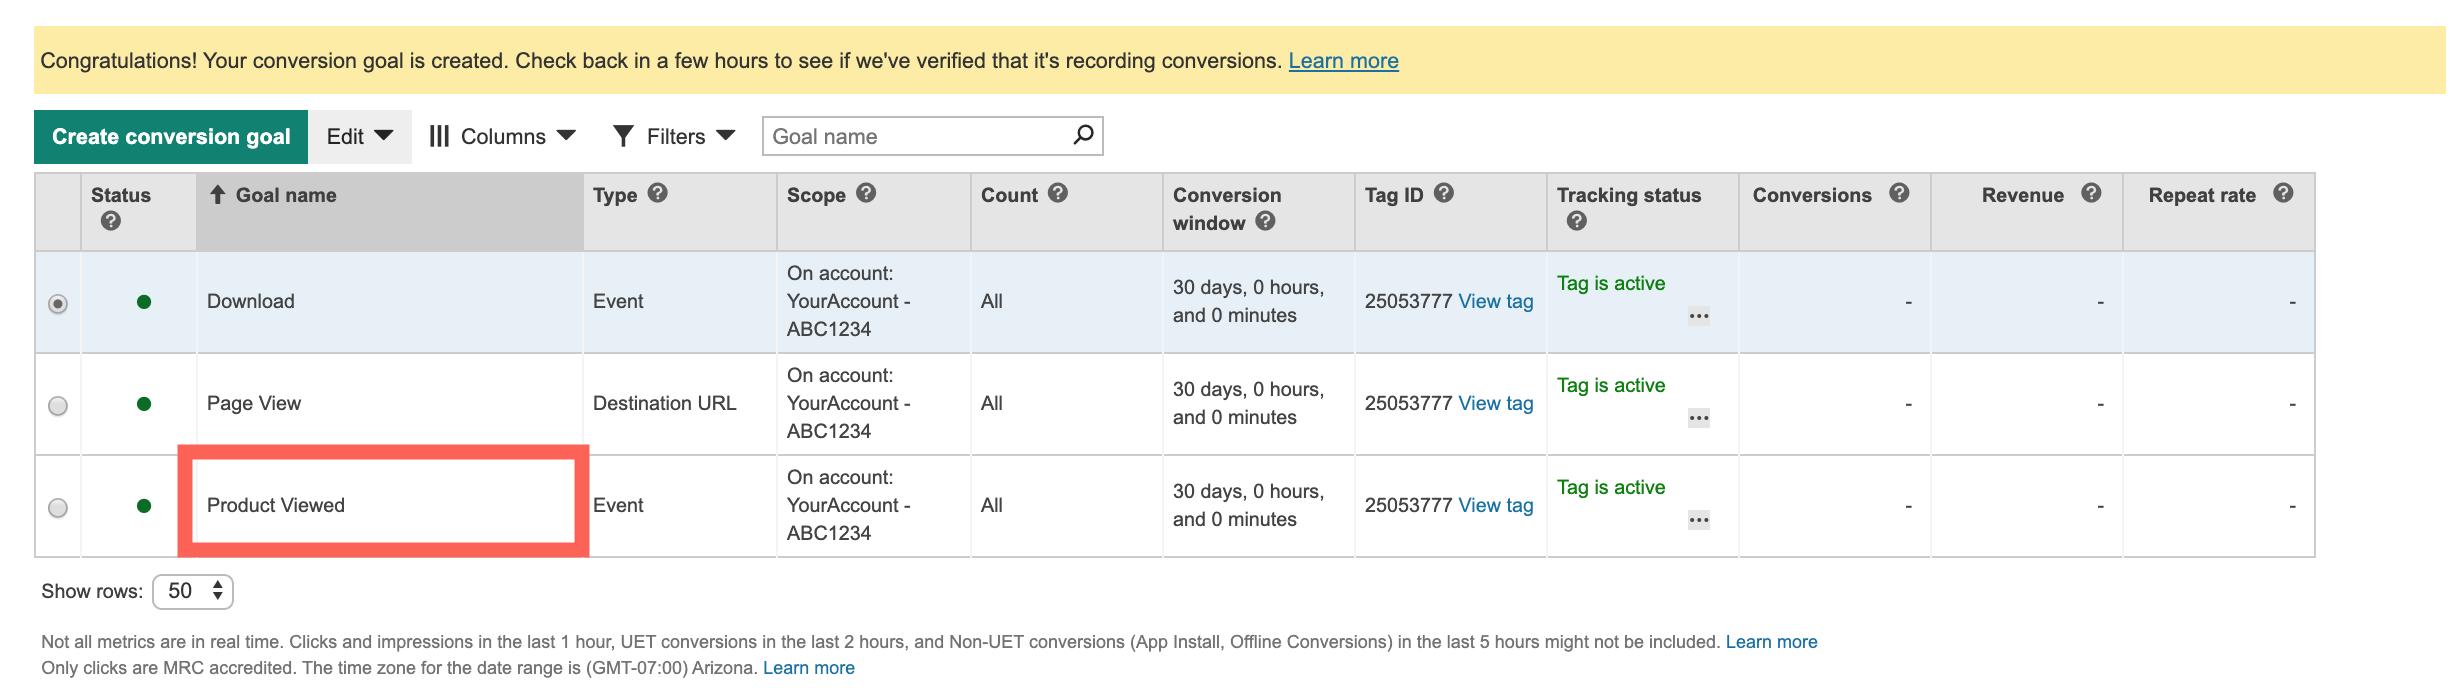 Congratulations! Your conversion goal is created. Check back in a few hours to see if we've verified that it's recording conversions. Learn more
Create conversion goal Edit Columns Filters Goal name
Status Goal name Type Scope Count Conversion window Tag ID Tracking status Conversions Revenue Repeat rate
Download Event On account: YourAccount - ABC1234 All 30 days, 0 hours, and 0 minutes 25053777 View tag Tag is active ... - - -
Page View Destination URL On account: YourAccount - ABC1234 All 30 days, 0 hours, and 0 minutes 25053777 View tag Tag is active ... - - -
Product Viewed Event On account: YourAccount - ABC1234 All 30 days, 0 hours, and 0 minutes 25053777 View tag Tag is active ... - - -
Show rows: 50
Not all metrics are in real time. Clicks and impressions in the last 1 hour, UET conversions in the last 2 hours, and Non-UET conversions (App Install, Offline Conversions) in the last 5 hours might not be included. Learn more
Only clicks are MRC accredited. The time zone for the date range is (GMT-07:00) Arizona. Learn more